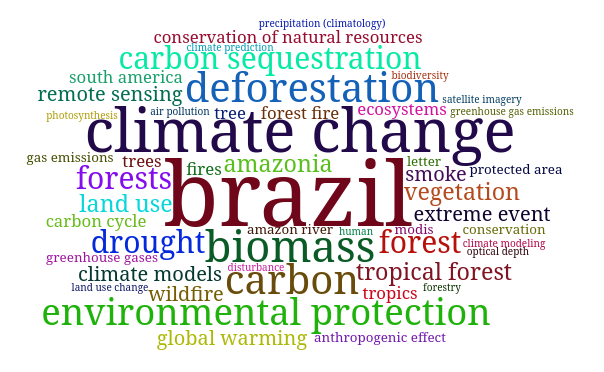 precipitation (climatology)
conservation of natural resources
climate prediction
carbon sequestration
south america
deforestation
biodiversity
remote sensing
satellite imagery
photosynthesis
air pollution
tree
forest fire
ecosystems
greenhouse gas emissions
climate change
gas emissions
trees
fires
amazonia
letter
smoke
protected area
forests
brazil
vegetation
land use
extreme event
carbon cycle
amazon river
human
modis
conservation
drought
biomass
forest
climate modeling
optical depth
greenhouse gases
disturbance
climate models
carbon
tropical forest
land use change
wildfire
tropics
forestry
environmental protection
global warming
anthropogenic effect